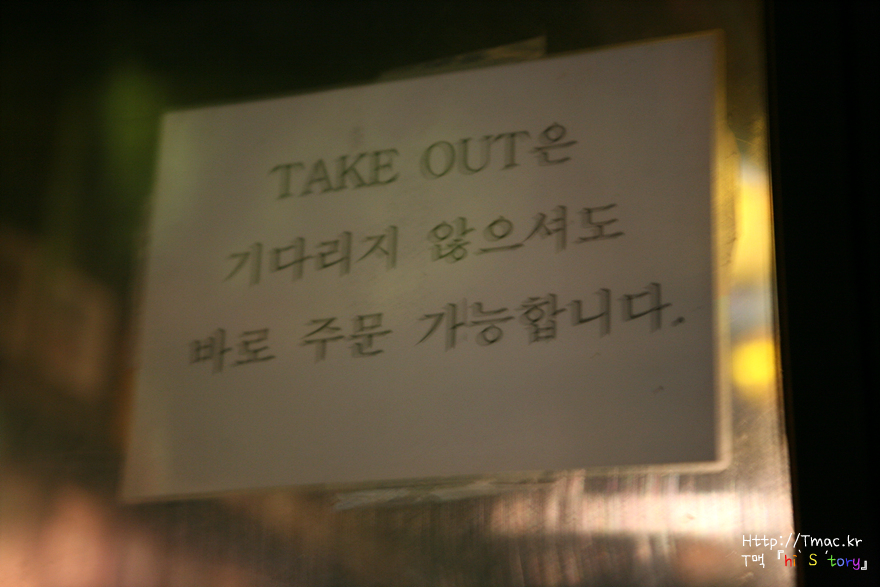 TAKE OUT은
기다리지 않으셔도
바로 주문 가능합니다.
Http://Tmac.kr
T맥『hi`S´tory』